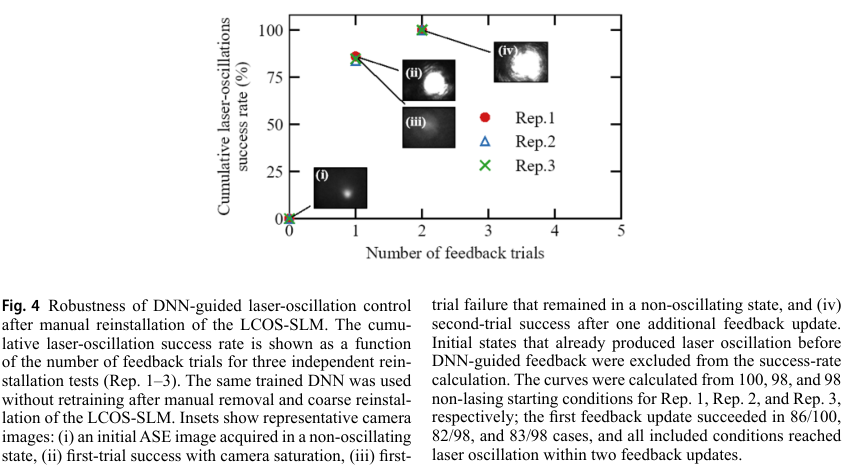 Cumulative laser-oscillations
success rate (%)
100
75
50
25
0
0 1 2 3 4 5
Number of feedback trials
(i)
(ii)
(iii)
(iv)
Rep.1
Rep.2
Rep.3
Fig. 4 Robustness of DNN-guided laser-oscillation control
after manual reinstallation of the LCOS-SLM. The cumu-
lative laser-oscillation success rate is shown as a function
of the number of feedback trials for three independent rein-
stallation tests (Rep. 1–3). The same trained DNN was used
without retraining after manual removal and coarse reinstal-
lation of the LCOS-SLM. Insets show representative camera
images: (i) an initial ASE image acquired in a non-oscillating
state, (ii) first-trial success with camera saturation, (iii) first-
trial failure that remained in a non-oscillating state, and (iv)
second-trial success after one additional feedback update.
Initial states that already produced laser oscillation before
DNN-guided feedback were excluded from the success-rate
calculation. The curves were calculated from 100, 98, and 98
non-lasing starting conditions for Rep. 1, Rep. 2, and Rep. 3,
respectively; the first feedback update succeeded in 86/100,
82/98, and 83/98 cases, and all included conditions reached
laser oscillation within two feedback updates.